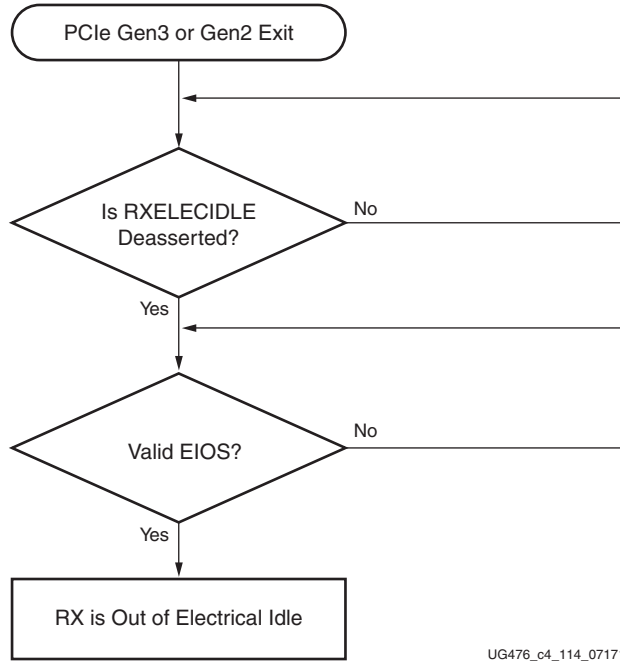 PCIe Gen3 or Gen2 Exit
Is RXELECIDLE
Deasserted?
No
Yes
Valid EIOS?
No
Yes
RX is Out of Electrical Idle
UG476_c4_114_07171